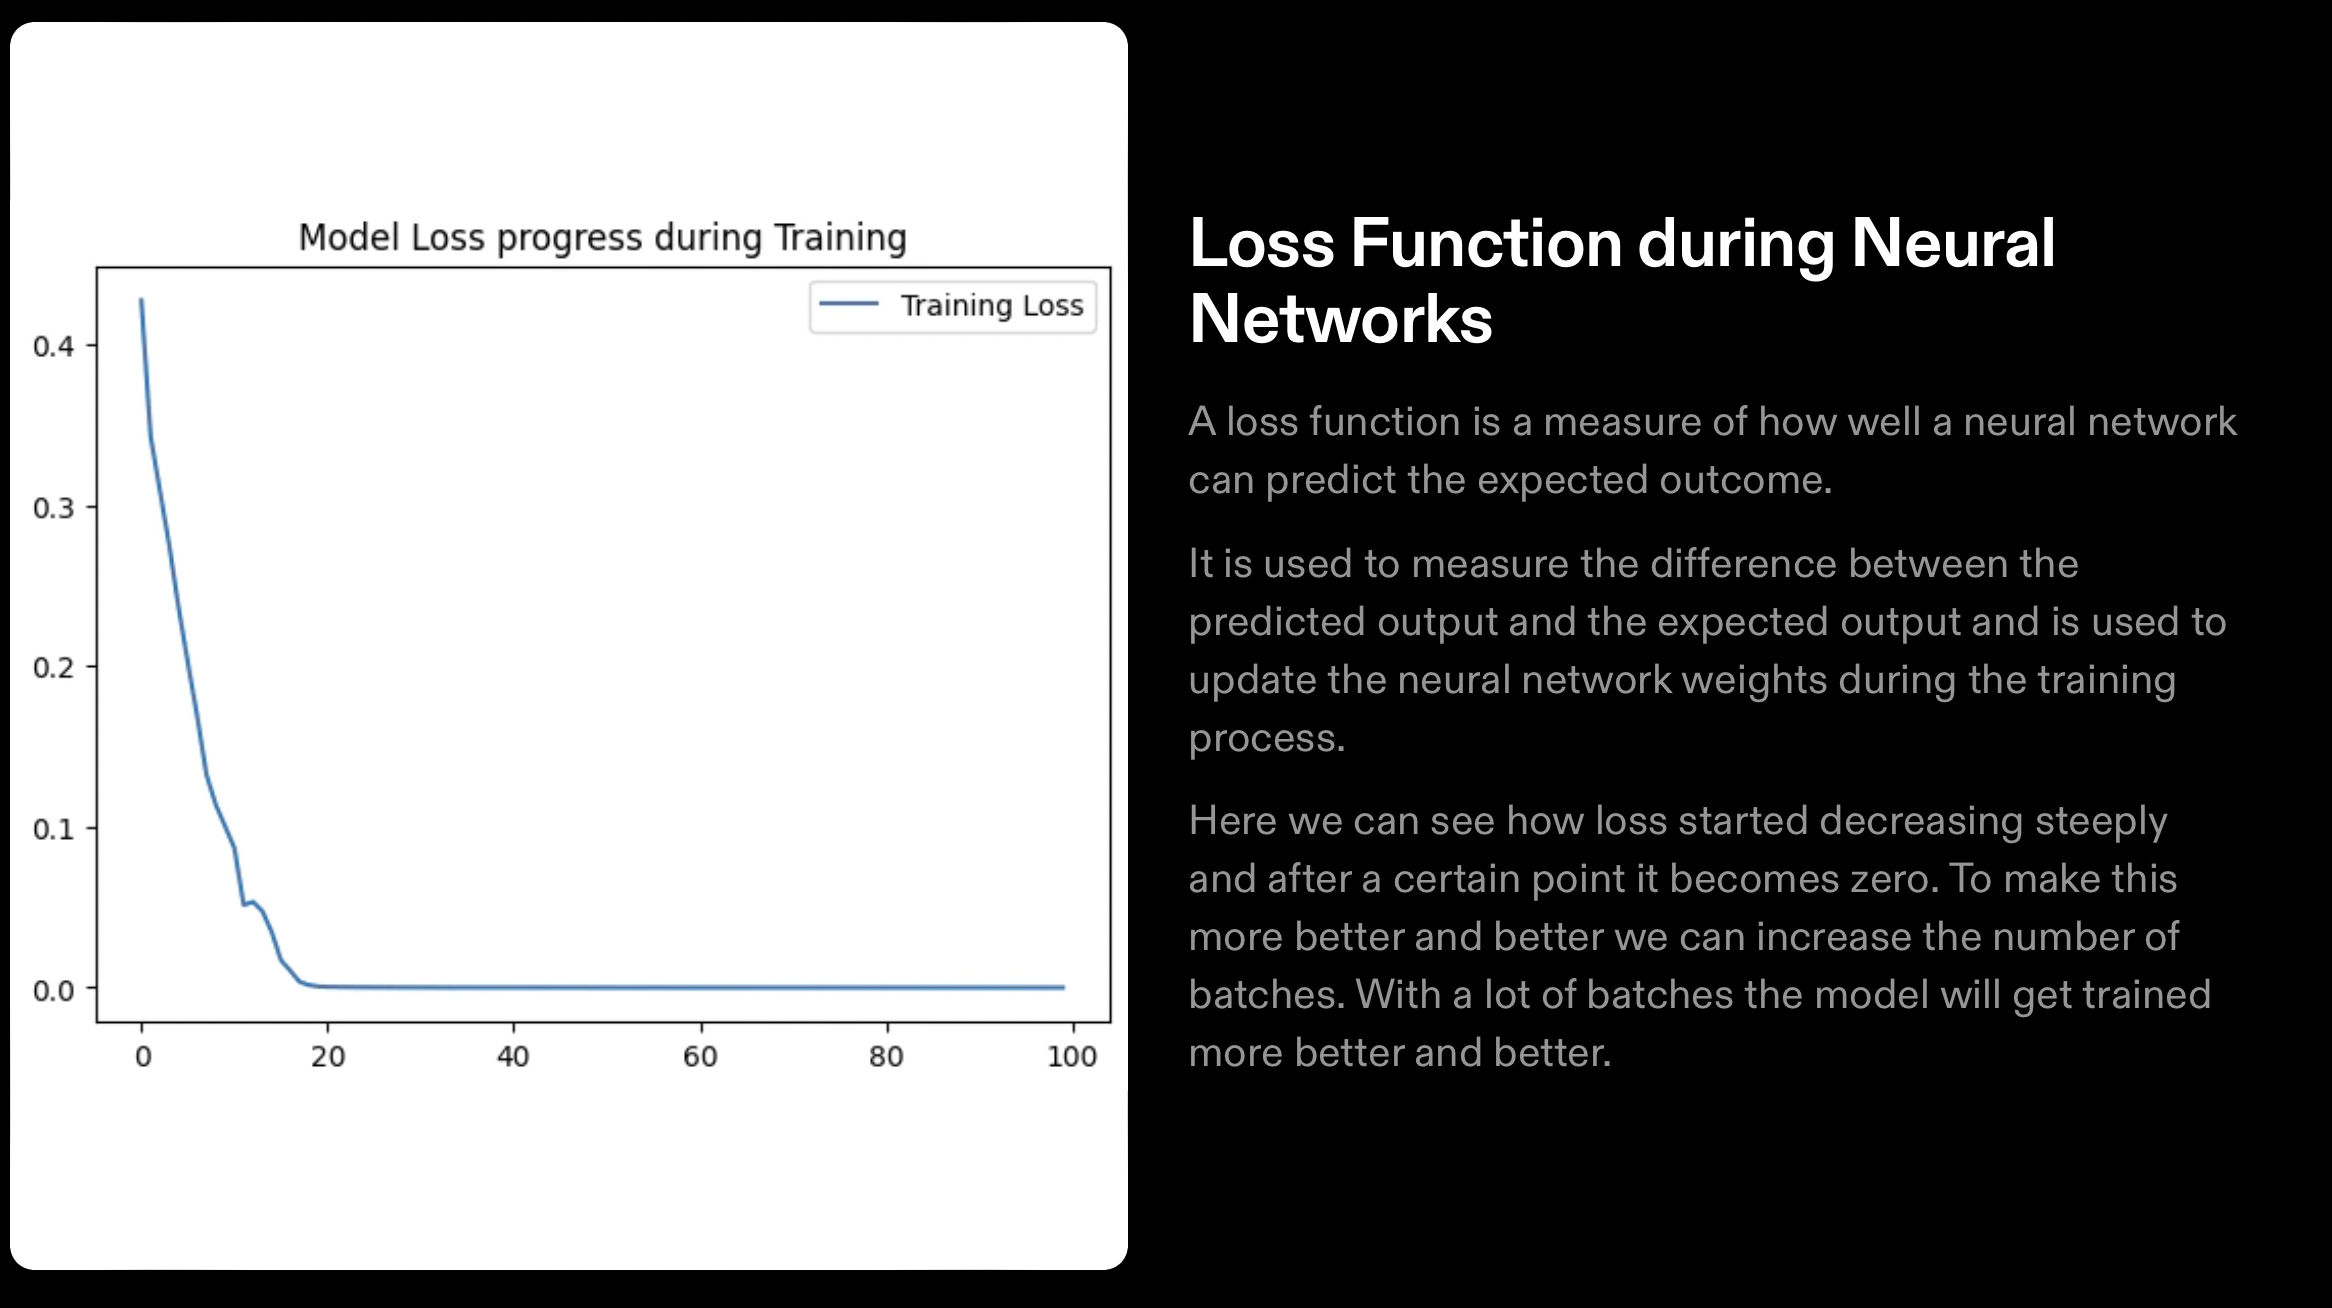 Model Loss progress during Training
Training Loss
0.4
0.3
0.2
0.1
0.0
0 20 40 60 80 100
Loss Function during Neural
Networks
A loss function is a measure of how well a neural network
can predict the expected outcome.
It is used to measure the difference between the
predicted output and the expected output and is used to
update the neural network weights during the training
process.
Here we can see how loss started decreasing steeply
and after a certain point it becomes zero. To make this
more better and better we can increase the number of
batches. With a lot of batches the model will get trained
more better and better.